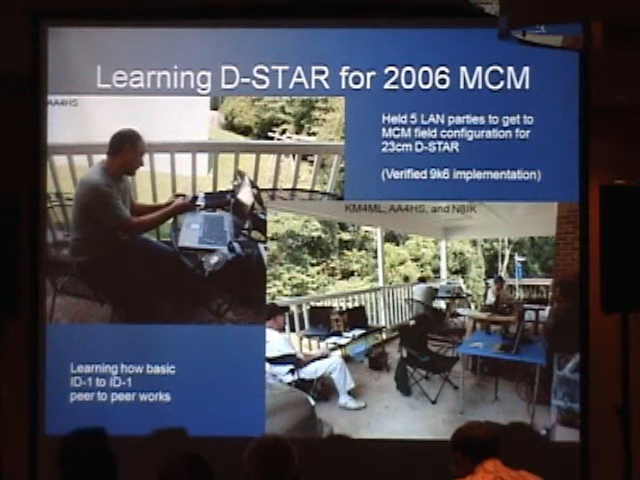 Learning D-STAR for 2006 MCM
AA4HS
Held 5 LAN parties to get to
MCM field configuration for
23cm D-STAR
(Verified 9k6 implementation)
KM4ML, AA4HS, and N8IK
Learning how basic
ID-1 to ID-1
peer to peer works